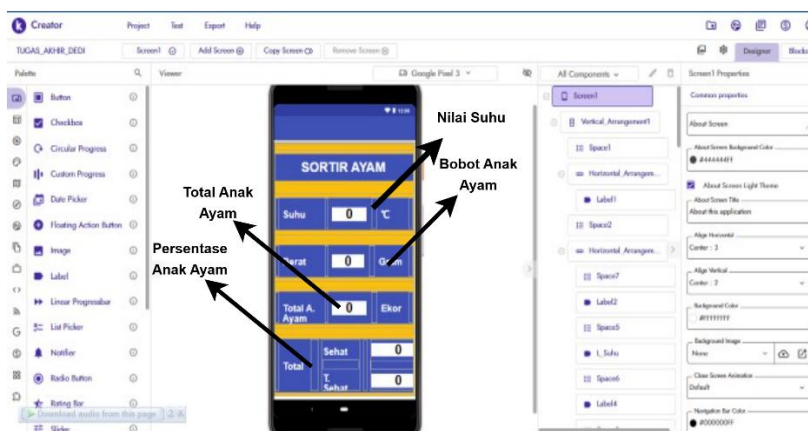 Creator
Project
Test
Export
Help
TUGAS_AKHIR_DEDI
Screen1
Add Screen
Copy Screen
Remove Screen
Designer
Blocks
Palette
Viewer
Google Pixel 3
All Components
Screen1 Properties
Button
Checkbox
Circular Progress
Custom Progress
Date Picker
Floating Action Button
Image
Label
Linear Progressbar
List Picker
Notifier
Radio Button
Rating Bar
Slider
Download audio from this page
SORTIR AYAM
Suhu
0
℃
Berat
0
Gram
Total A.
Ayam
0
Ekor
Total
Sehat
0
T.
Sehat
0
Nilai Suhu
Bobot Anak
Ayam
Total Anak
Ayam
Persentase
Anak Ayam
Screen1
Vertical_Arrangement1
Space1
Horizontal_Arrangem...
Label1
Space2
Horizontal_Arrangem...
Space7
Label2
Space5
L_Suhu
Space6
Label4
Common properties
About Screen
About Screen Background Color
#444444FF
About Screen Light Theme
About Screen Title
About this application
Align Horizontal
Center : 3
Align Vertical
Center : 2
Background Color
#FFFFFFFF
Background Image
None
Close Screen Animation
Default
Navigation Bar Color
#000000FF